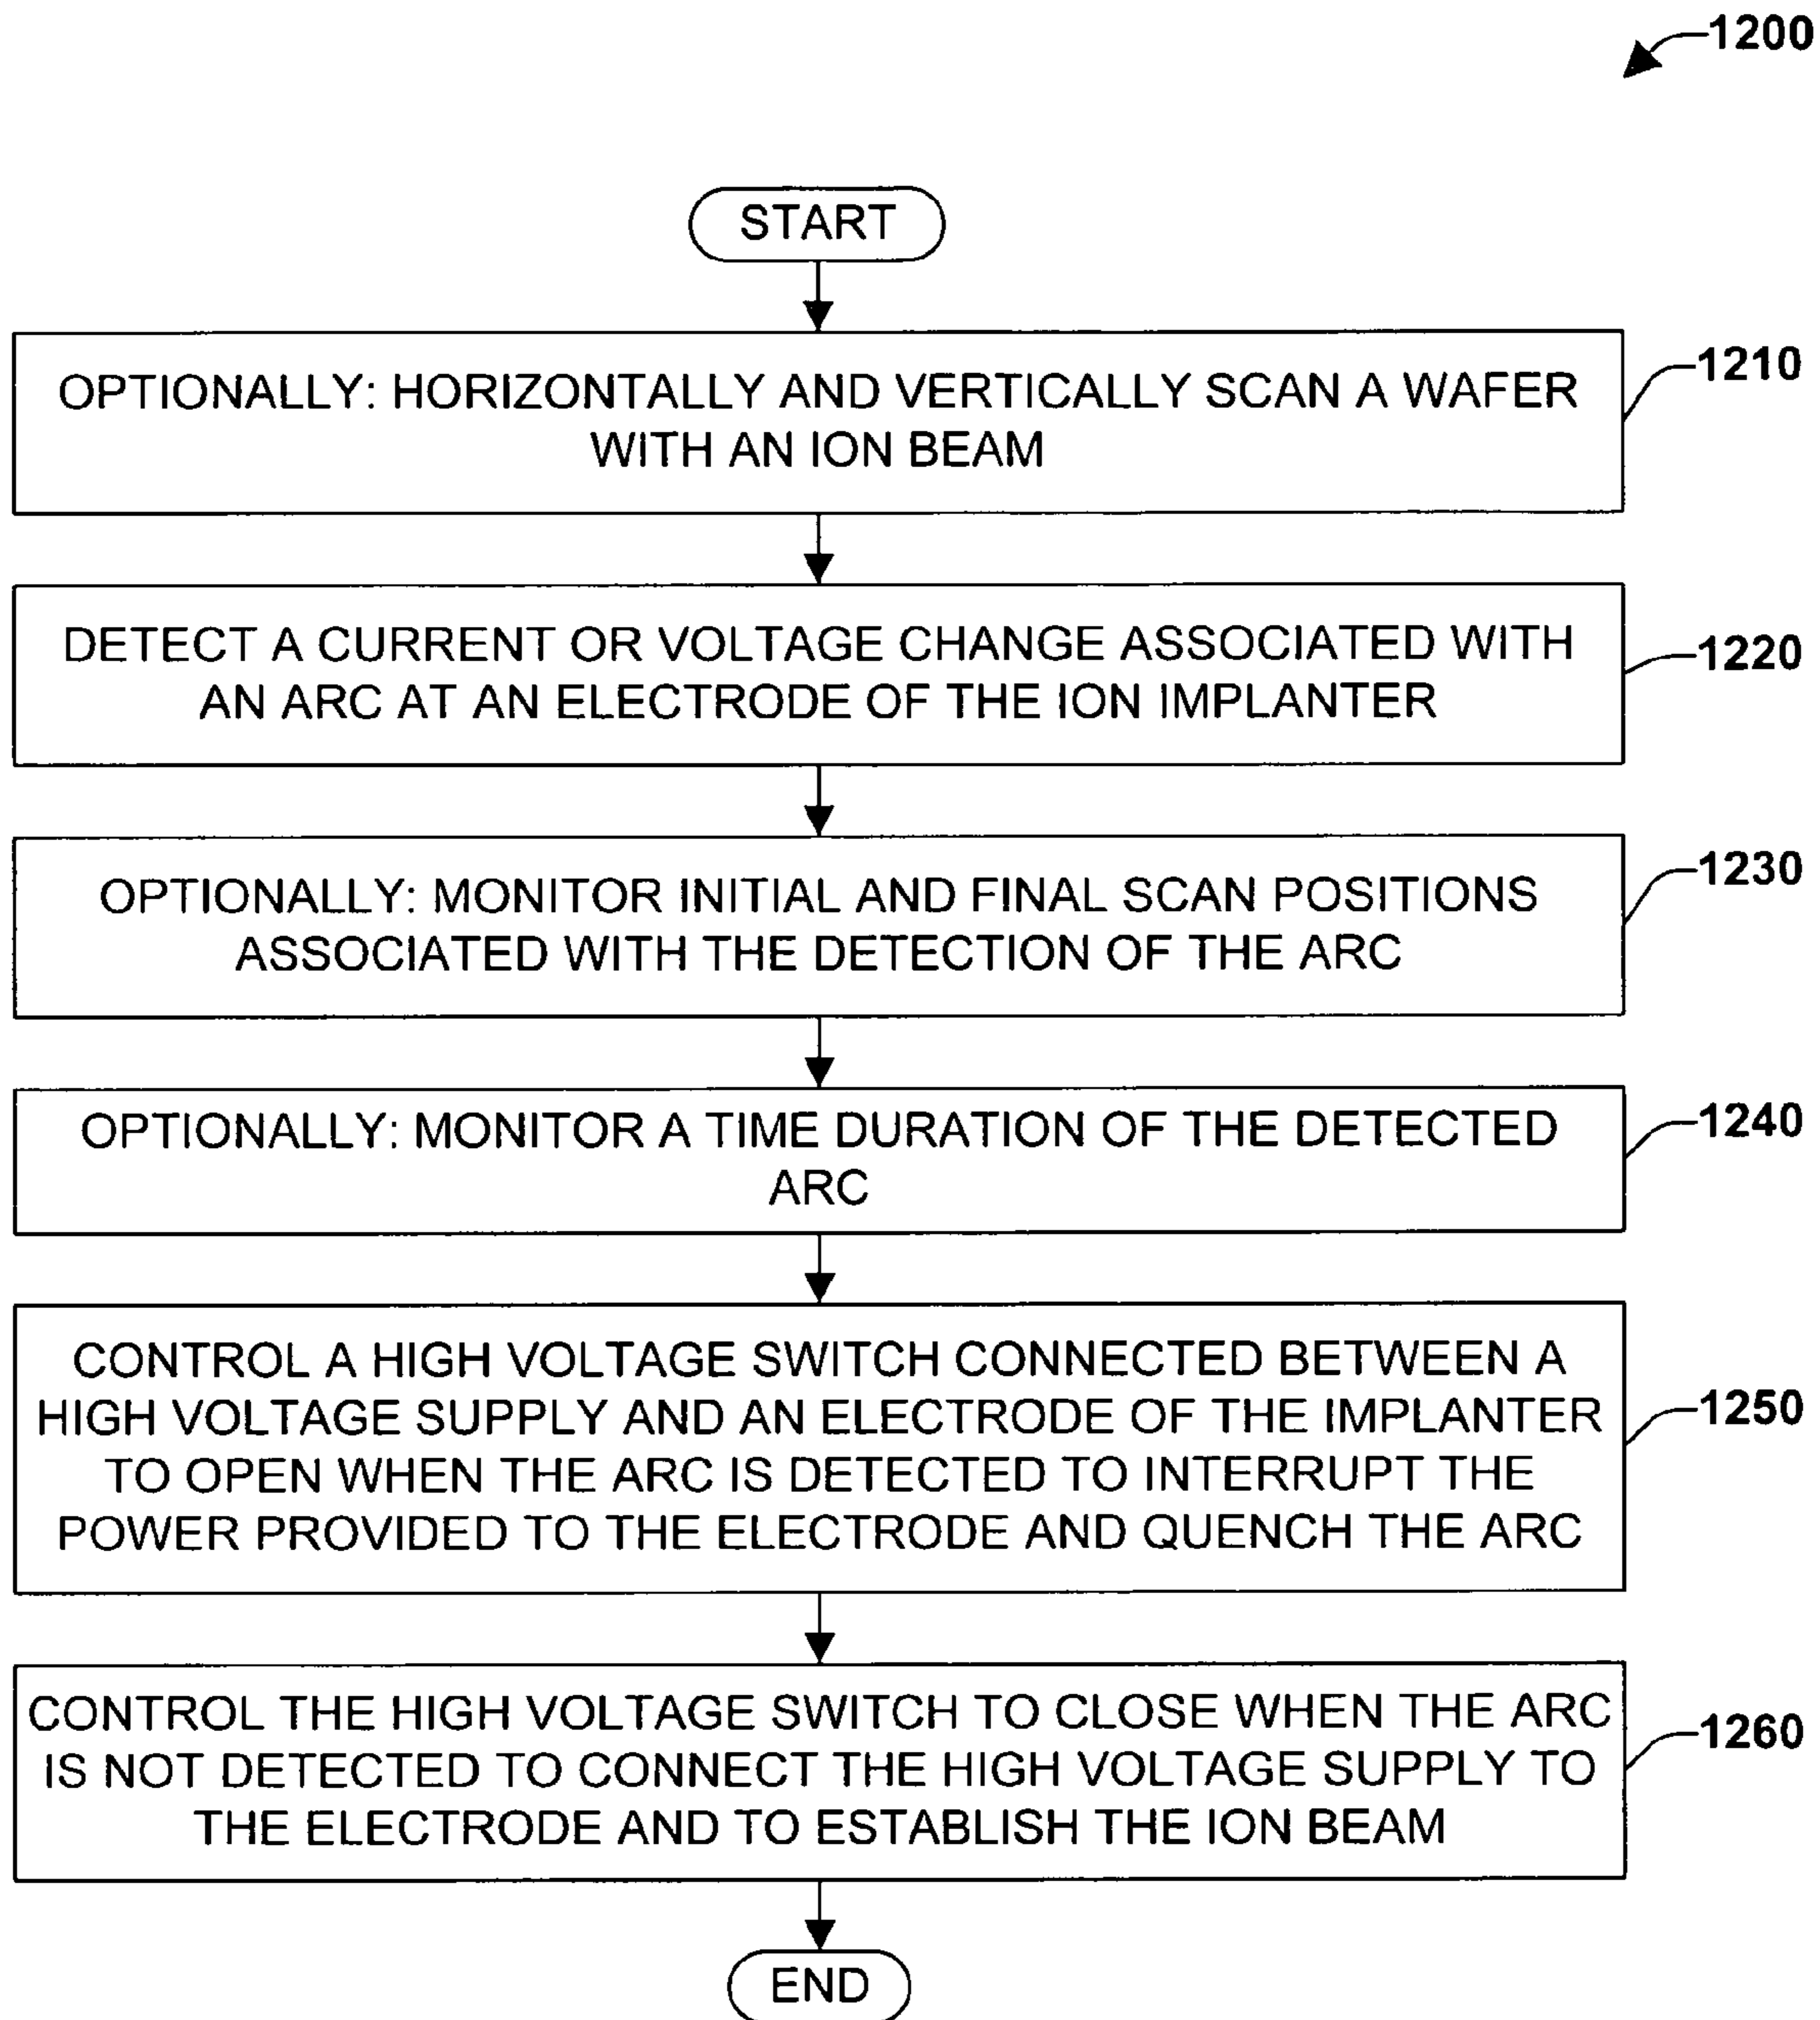 1200
START
OPTIONALLY: HORIZONTALLY AND VERTICALLY SCAN A WAFER
WITH AN ION BEAM
1210
DETECT A CURRENT OR VOLTAGE CHANGE ASSOCIATED WITH
AN ARC AT AN ELECTRODE OF THE ION IMPLANTER
1220
OPTIONALLY: MONITOR INITIAL AND FINAL SCAN POSITIONS
ASSOCIATED WITH THE DETECTION OF THE ARC
1230
OPTIONALLY: MONITOR A TIME DURATION OF THE DETECTED
ARC
1240
CONTROL A HIGH VOLTAGE SWITCH CONNECTED BETWEEN A
HIGH VOLTAGE SUPPLY AND AN ELECTRODE OF THE IMPLANTER
TO OPEN WHEN THE ARC IS DETECTED TO INTERRUPT THE
POWER PROVIDED TO THE ELECTRODE AND QUENCH THE ARC
1250
CONTROL THE HIGH VOLTAGE SWITCH TO CLOSE WHEN THE ARC
IS NOT DETECTED TO CONNECT THE HIGH VOLTAGE SUPPLY TO
THE ELECTRODE AND TO ESTABLISH THE ION BEAM
1260
END